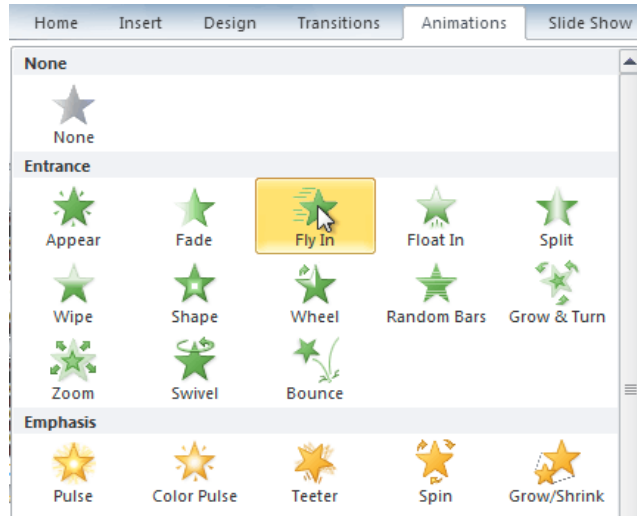 Home Insert Design Transitions Animations Slide Show
None
None
Entrance
Appear Fade Fly In Float In Split
Wipe Shape Wheel Random Bars Grow & Turn
Zoom Swivel Bounce
Emphasis
Pulse Color Pulse Teeter Spin Grow/Shrink